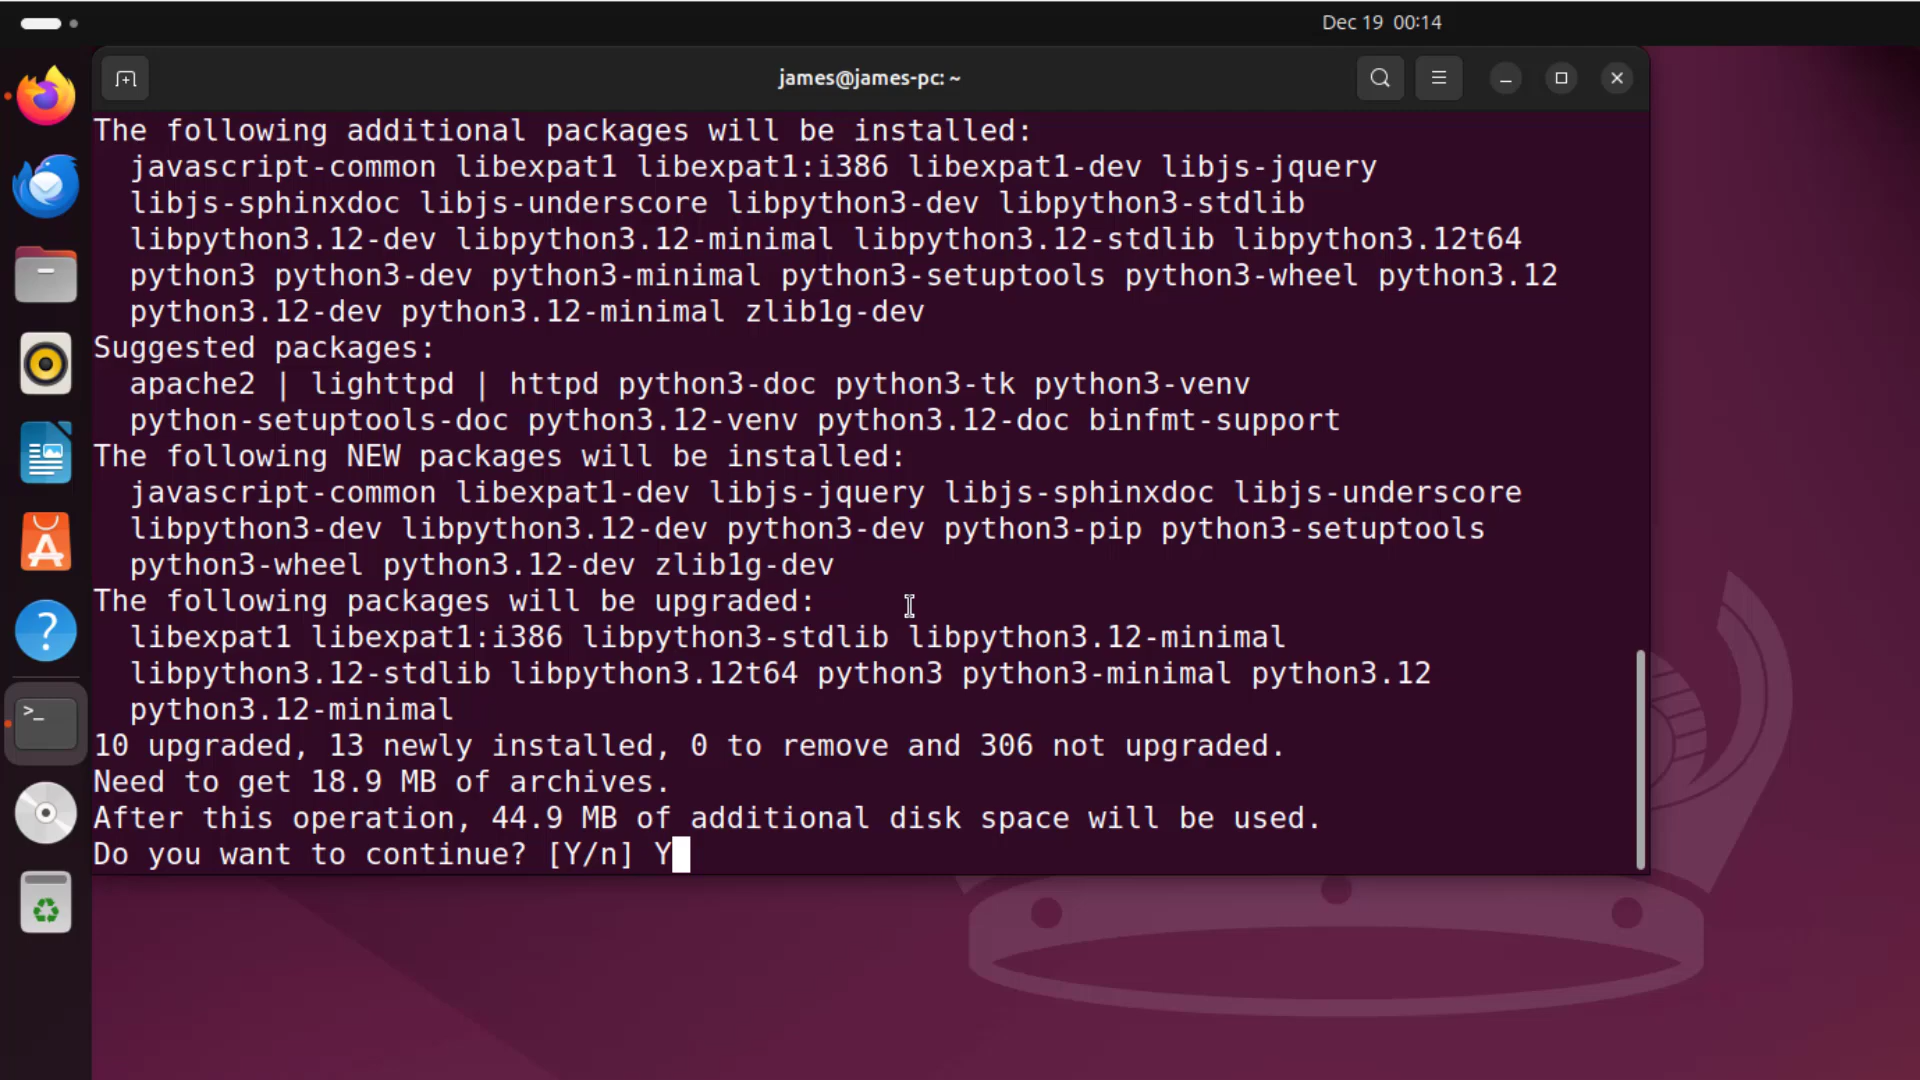 Dec 19 00:14
james@james-pc: ~
The following additional packages will be installed:
javascript-common libexpat1 libexpat1:i386 libexpat1-dev libjs-jquery
libjs-sphinxdoc libjs-underscore libpython3-dev libpython3-stdlib
libpython3.12-dev libpython3.12-minimal libpython3.12-stdlib libpython3.12t64
python3 python3-dev python3-minimal python3-setuptools python3-wheel python3.12
python3.12-dev python3.12-minimal zlib1g-dev
Suggested packages:
apache2 | lighttpd | httpd python3-doc python3-tk python3-venv
python-setuptools-doc python3.12-venv python3.12-doc binfmt-support
The following NEW packages will be installed:
javascript-common libexpat1-dev libjs-jquery libjs-sphinxdoc libjs-underscore
libpython3-dev libpython3.12-dev python3-dev python3-pip python3-setuptools
python3-wheel python3.12-dev zlib1g-dev
The following packages will be upgraded:
libexpat1 libexpat1:i386 libpython3-stdlib libpython3.12-minimal
libpython3.12-stdlib libpython3.12t64 python3 python3-minimal python3.12
python3.12-minimal
10 upgraded, 13 newly installed, 0 to remove and 306 not upgraded.
Need to get 18.9 MB of archives.
After this operation, 44.9 MB of additional disk space will be used.
Do you want to continue? [Y/n] Y